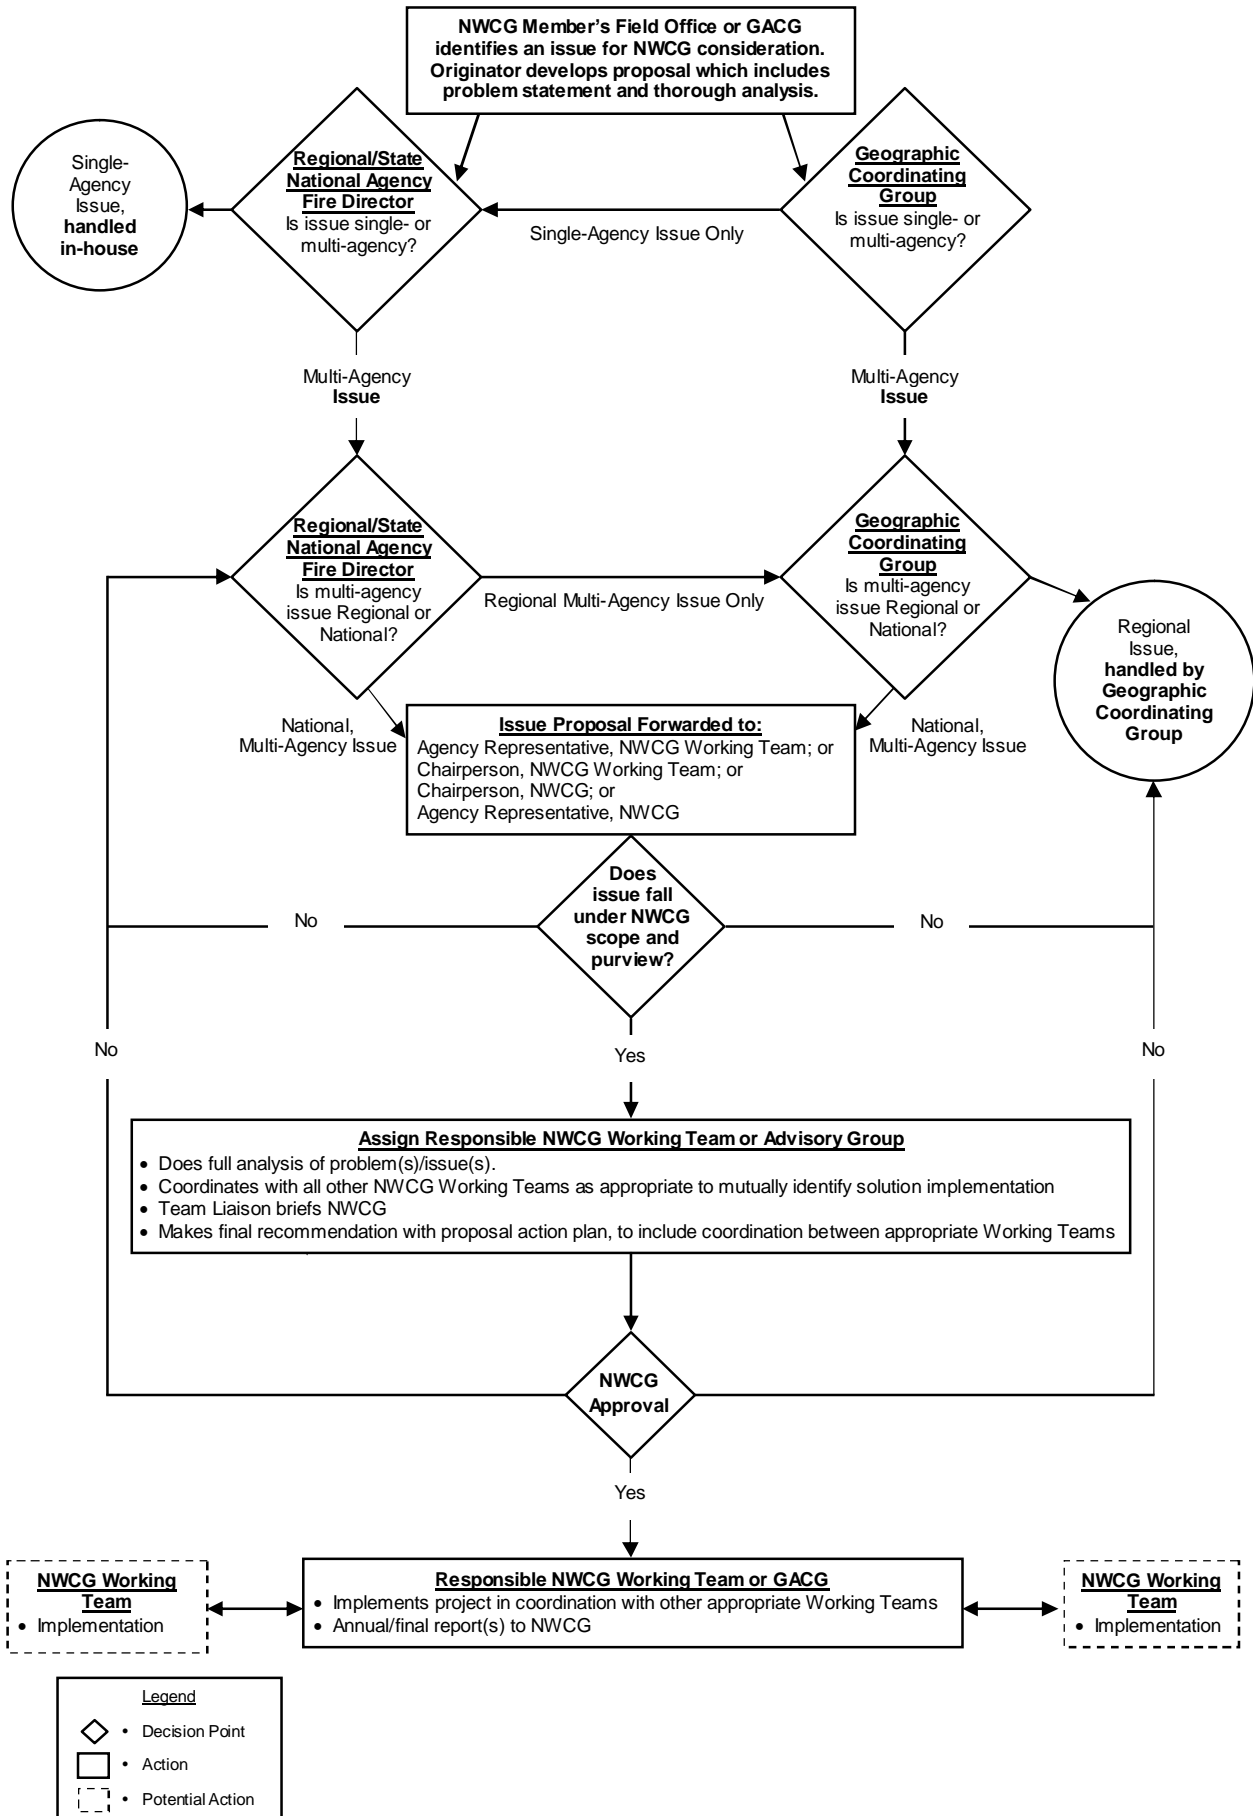 NWCG Member's Field Office or GACG
identifies an issue for NWCG consideration.
Originator develops proposal which includes
problem statement and thorough analysis.
Single-
Agency
Issue,
handled
in-house
Regional/State
National Agency
Fire Director
Is issue single- or
multi-agency?
Single-Agency Issue Only
Geographic
Coordinating
Group
Is issue single- or
multi-agency?
Multi-Agency
Issue
Multi-Agency
Issue
Regional/State
National Agency
Fire Director
Is multi-agency
issue Regional or
National?
Regional Multi-Agency Issue Only
Geographic
Coordinating
Group
Is multi-agency
issue Regional or
National?
Regional
Issue,
handled by
Geographic
Coordinating
Group
National,
Multi-Agency Issue
Issue Proposal Forwarded to:
Agency Representative, NWCG Working Team; or
Chairperson, NWCG Working Team; or
Chairperson, NWCG; or
Agency Representative, NWCG
National,
Multi-Agency Issue
Does
issue fall
under NWCG
scope and
purview?
No
No
No
Yes
No
Assign Responsible NWCG Working Team or Advisory Group
• Does full analysis of problem(s)/issue(s).
• Coordinates with all other NWCG Working Teams as appropriate to mutually identify solution implementation
• Team Liaison briefs NWCG
• Makes final recommendation with proposal action plan, to include coordination between appropriate Working Teams
NWCG
Approval
Yes
NWCG Working
Team
• Implementation
Responsible NWCG Working Team or GACG
• Implements project in coordination with other appropriate Working Teams
• Annual/final report(s) to NWCG
NWCG Working
Team
• Implementation
Legend
• Decision Point
• Action
• Potential Action